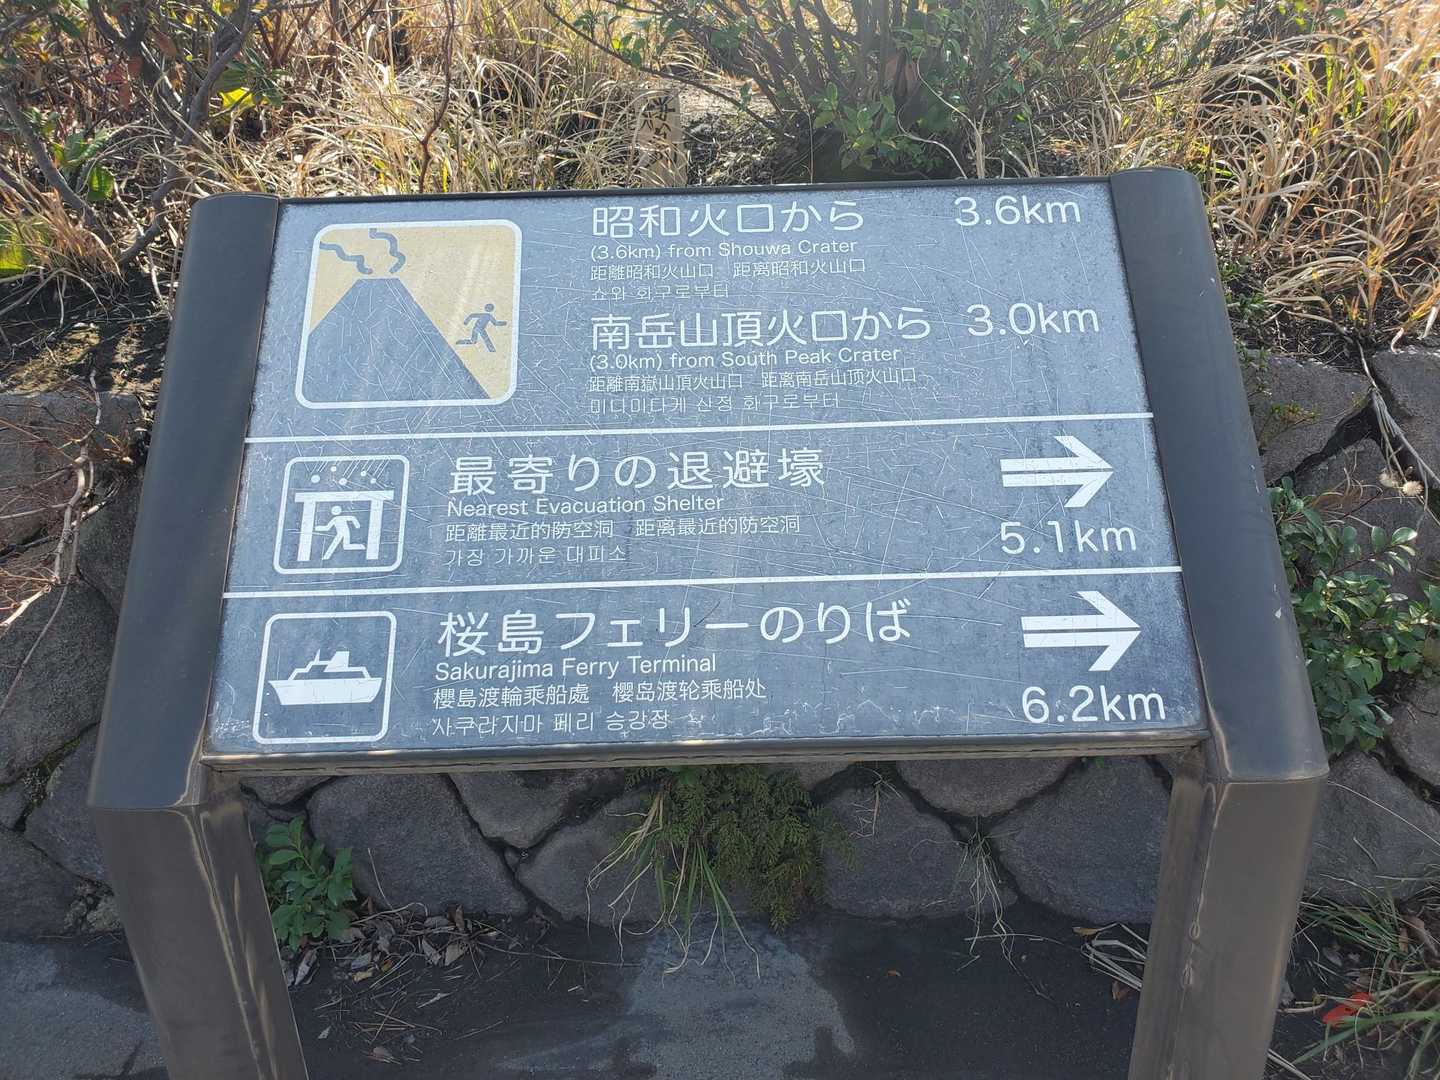 昭和火口から 3.6km
(3.6km) from Shouwa Crater
距離昭和火山口 距离昭和火山口
쇼와 화구로부터
南岳山頂火口から 3.0km
(3.0km) from South Peak Crater
距離南嶽山頂火山口 距离南岳山顶火山口
미나미다케 산정 화구로부터
最寄りの退避壕
Nearest Evacuation Shelter
距離最近的防空洞 距离最近的防空洞
가장 가까운 대피소
5.1km
桜島フェリーのりば
Sakurajima Ferry Terminal
櫻島渡輪乘船處 樱岛渡轮乘船处
사쿠라지마 페리 승강장
6.2km